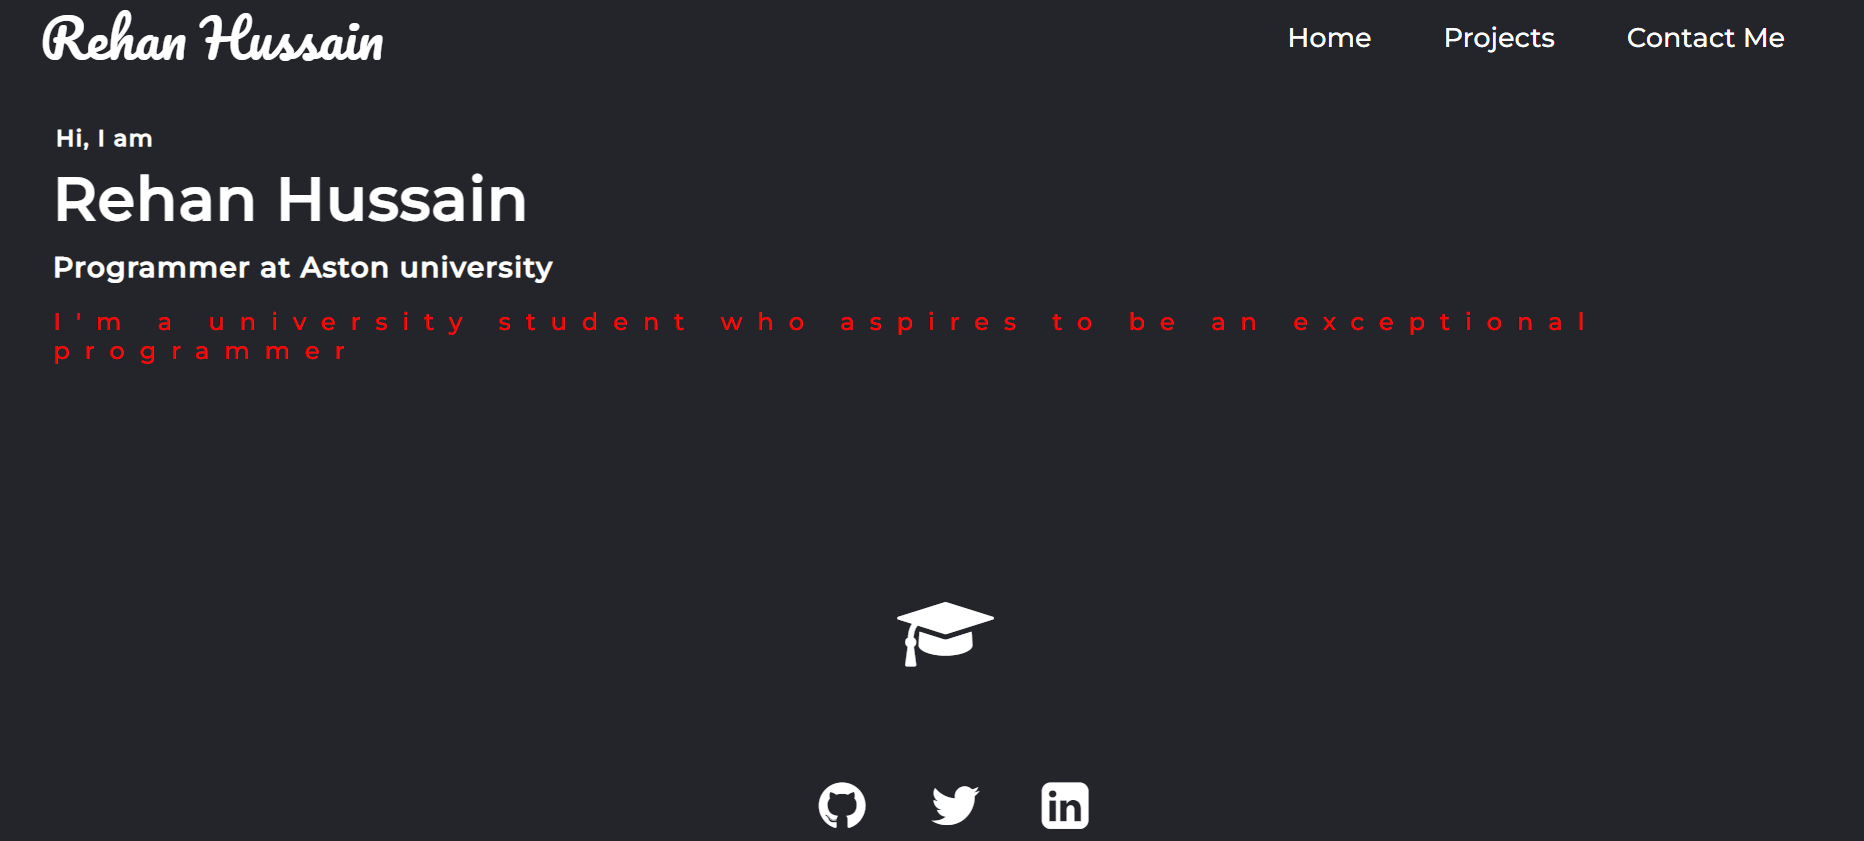 Rehan Hussain
Home Projects Contact Me
Hi, I am
Rehan Hussain
Programmer at Aston university
I'm a university student who aspires to be an exceptional
programmer
in